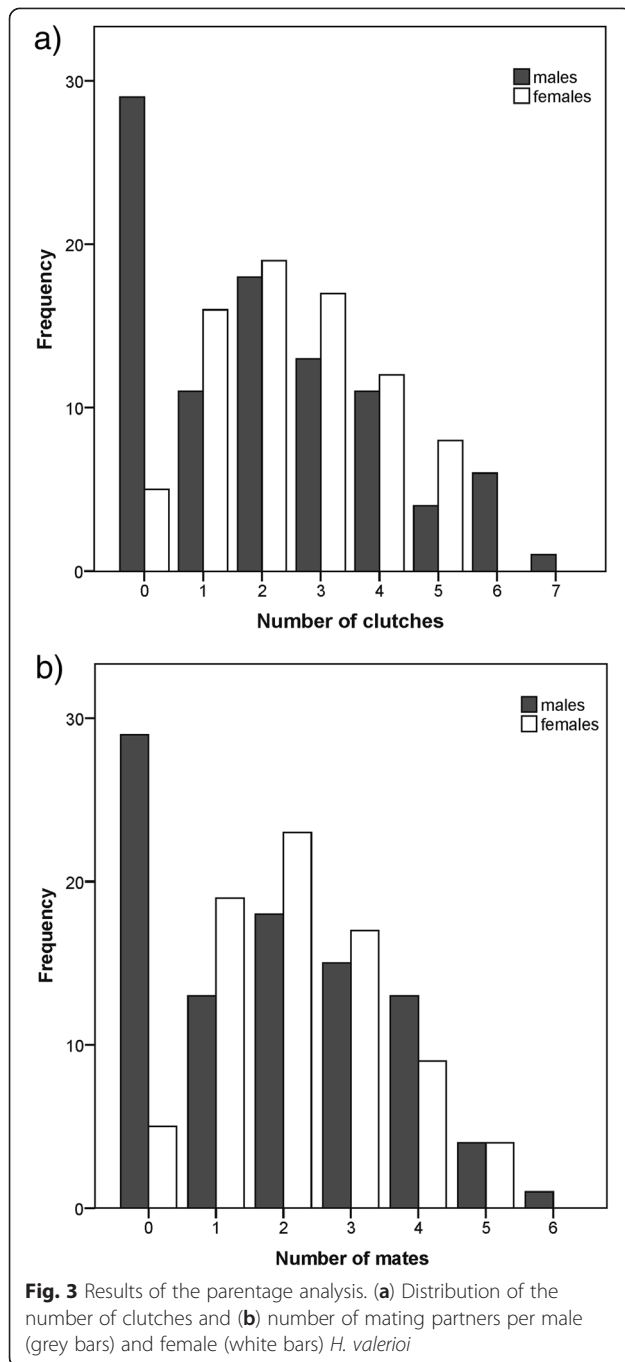 a)
30
males
females
20
Frequency
10
0
0 1 2 3 4 5 6 7
Number of clutches
b)
30
males
females
20
Frequency
10
0
0 1 2 3 4 5 6
Number of mates
Fig. 3 Results of the parentage analysis. (a) Distribution of the
number of clutches and (b) number of mating partners per male
(grey bars) and female (white bars) H. valerioi